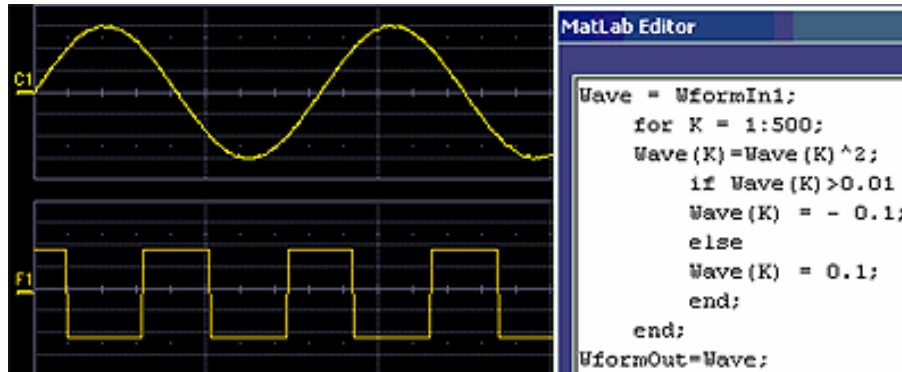 C1
F1
MatLab Editor
Wave = WformIn1;
for K = 1:500;
Wave(K)=Wave(K)^2;
if Wave(K)>0.01
Wave(K) = - 0.1;
else
Wave(K) = 0.1;
end;
end;
WformOut=Wave;